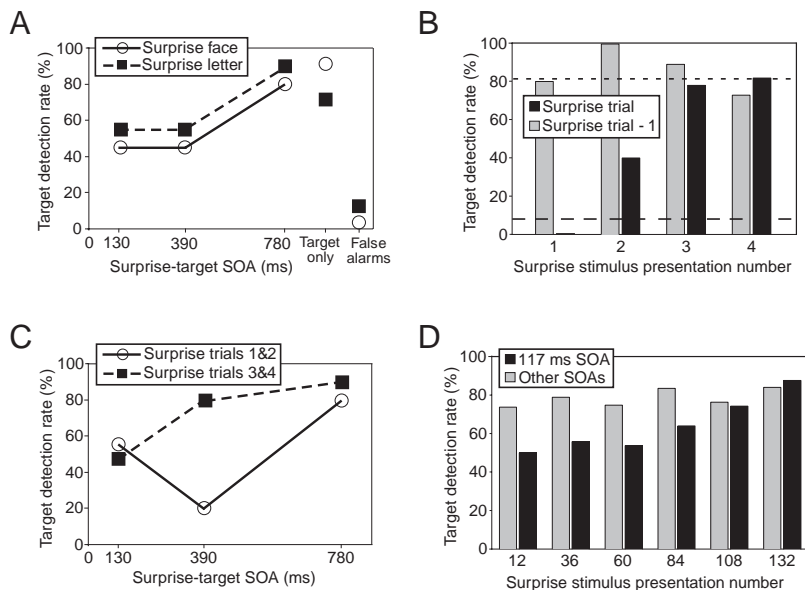 A
Surprise face
Surprise letter
Target detection rate (%)
100
80
60
40
20
0
0 130 390 780 Target only False alarms
Surprise-target SOA (ms)
B
Surprise trial
Surprise trial - 1
Target detection rate (%)
100
80
60
40
20
0
1 2 3 4
Surprise stimulus presentation number
C
Surprise trials 1&2
Surprise trials 3&4
Target detection rate (%)
100
80
60
40
20
0
0 130 390 780
Surprise-target SOA (ms)
D
117 ms SOA
Other SOAs
Target detection rate (%)
100
80
60
40
20
0
12 36 60 84 108 132
Surprise stimulus presentation number